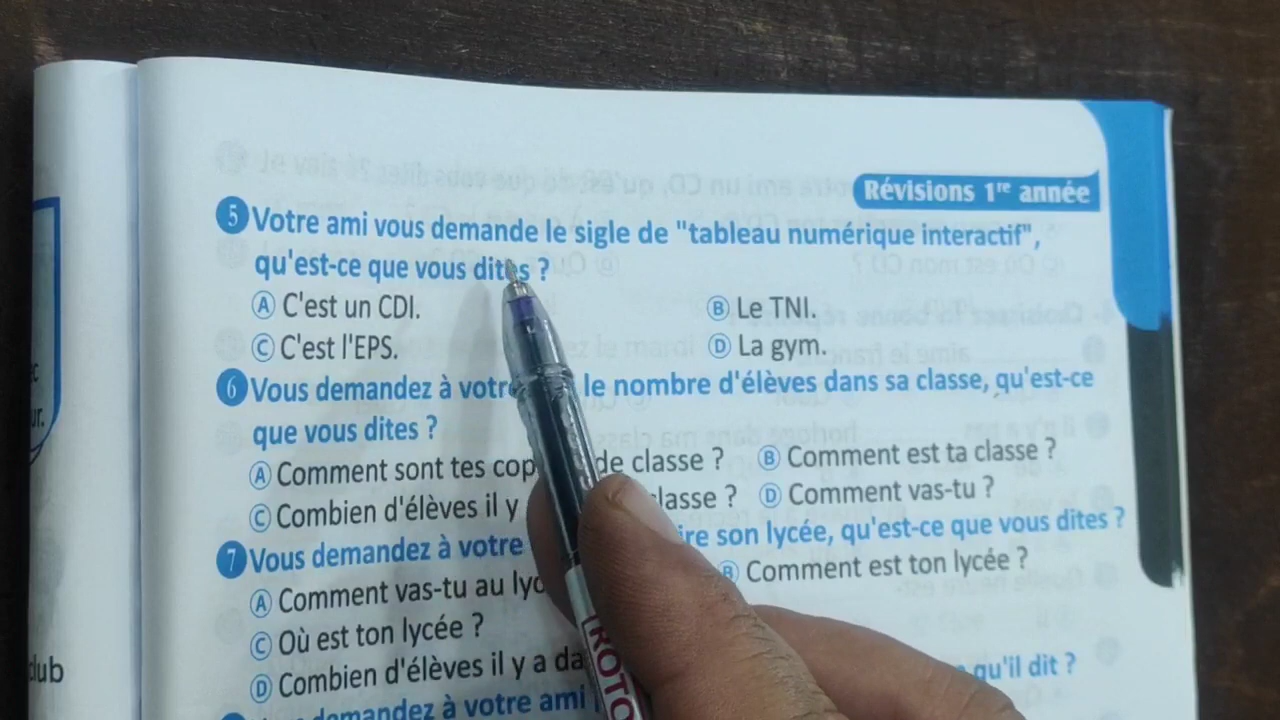 Révisions 1re année
5 Votre ami vous demande le sigle de "tableau numérique interactif",
qu'est-ce que vous dites ?
A C'est un CDI.
B Le TNI.
C C'est l'EPS.
D La gym.
6 Vous demandez à votre le nombre d'élèves dans sa classe, qu'est-ce
que vous dites ?
A Comment sont tes de classe ?
B Comment est ta classe ?
C Combien d'élèves il y classe ?
D Comment vas-tu ?
7 Vous demandez à votre son lycée, qu'est-ce que vous dites ?
A Comment vas-tu au
B Comment est ton lycée ?
C Où est ton lycée ?
D Combien d'élèves il y a
qu'il dit ?
demandez à votre ami
club
ROTO